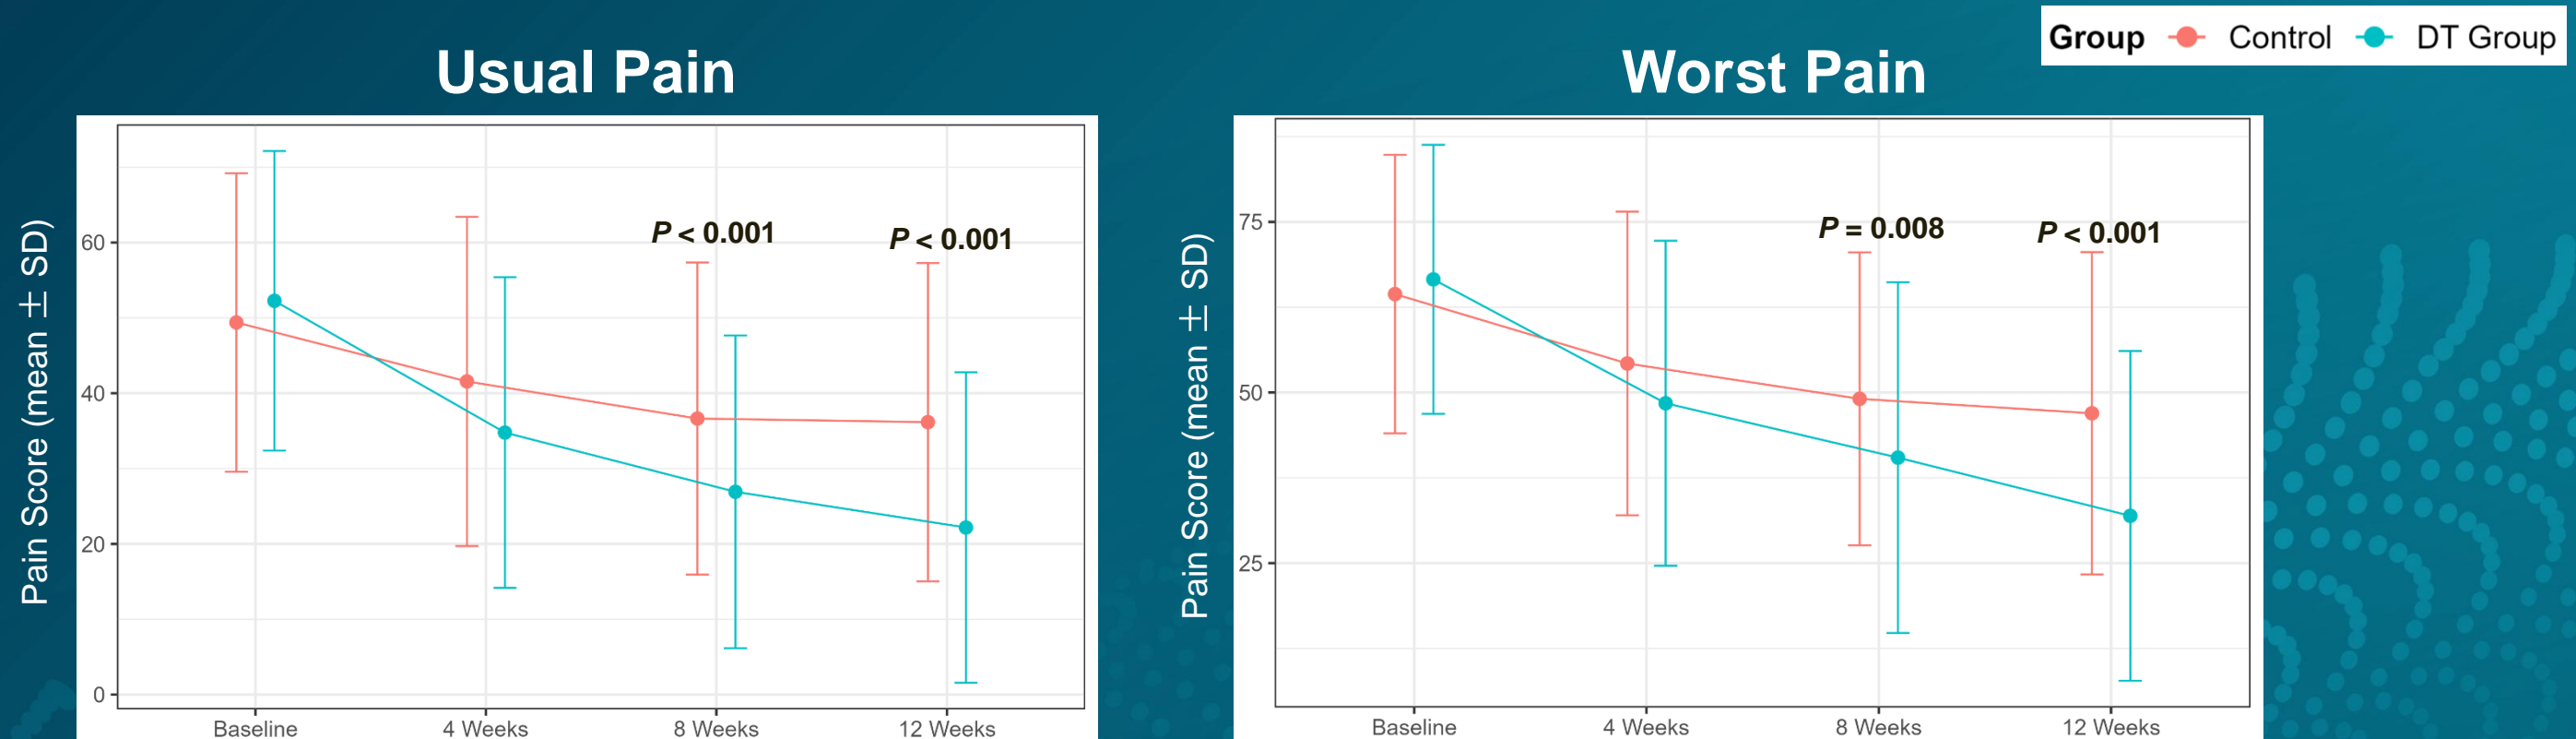 Group Control DT Group
Usual Pain
Pain Score (mean ± SD)
60
40
20
0
P < 0.001
P < 0.001
Baseline 4 Weeks 8 Weeks 12 Weeks
Worst Pain
Pain Score (mean ± SD)
75
50
25
P = 0.008
P < 0.001
Baseline 4 Weeks 8 Weeks 12 Weeks